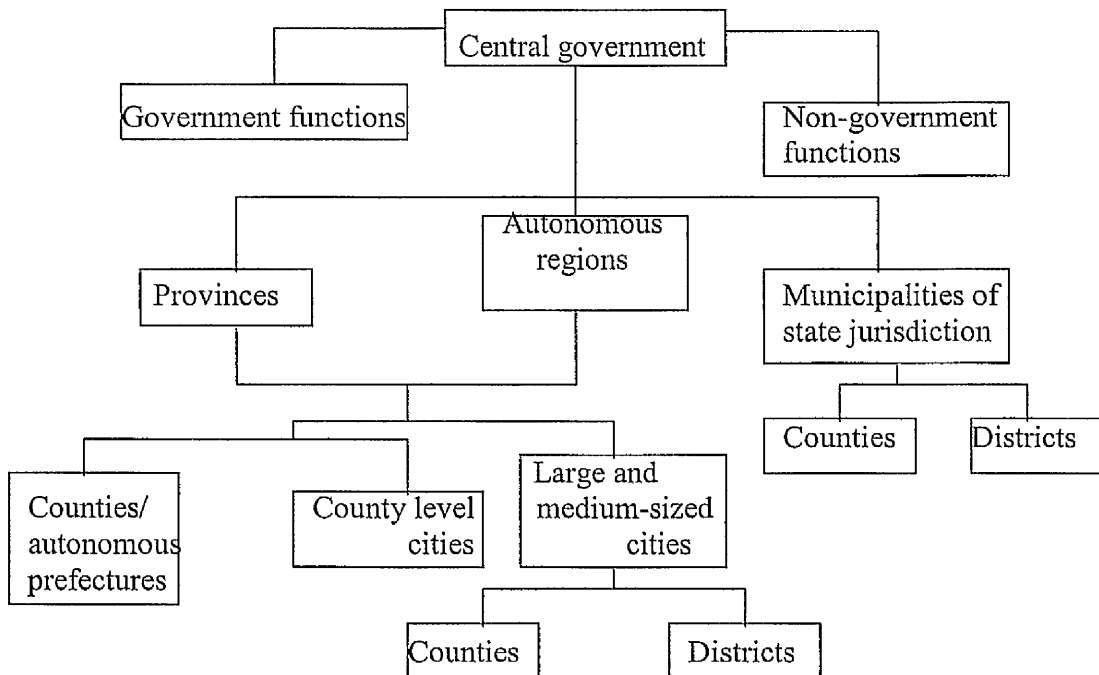 Central government
Government functions
Non-government
functions
Provinces
Autonomous
regions
Municipalities of
state jurisdiction
Counties
Districts
Counties/
autonomous
prefectures
County level
cities
Large and
medium-sized
cities
Counties
Districts